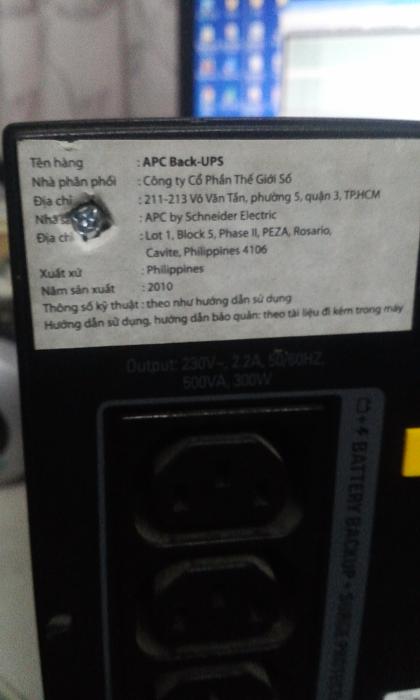 Tên hàng : APC Back-UPS
Nhà phân phối : Công ty Cổ Phần Thế Giới Số
Địa chỉ : 211-213 Võ Văn Tần, phường 5, quận 3, TP.HCM
Nhà : APC by Schneider Electric
Địa chỉ : Lot 1, Block 5, Phase II, PEZA, Rosario,
Cavite, Philippines 4106
Xuất xứ : Philippines
Năm sản xuất : 2010
Thông số kỹ thuật : theo như hướng dẫn sử dụng
Hướng dẫn sử dụng, hướng dẫn bảo quản: theo tài liệu đi kèm trong máy
Output: 230V~, 2.2A, 50/60HZ,
500VA, 300W
4 BATTERY BACKUP + SURGE